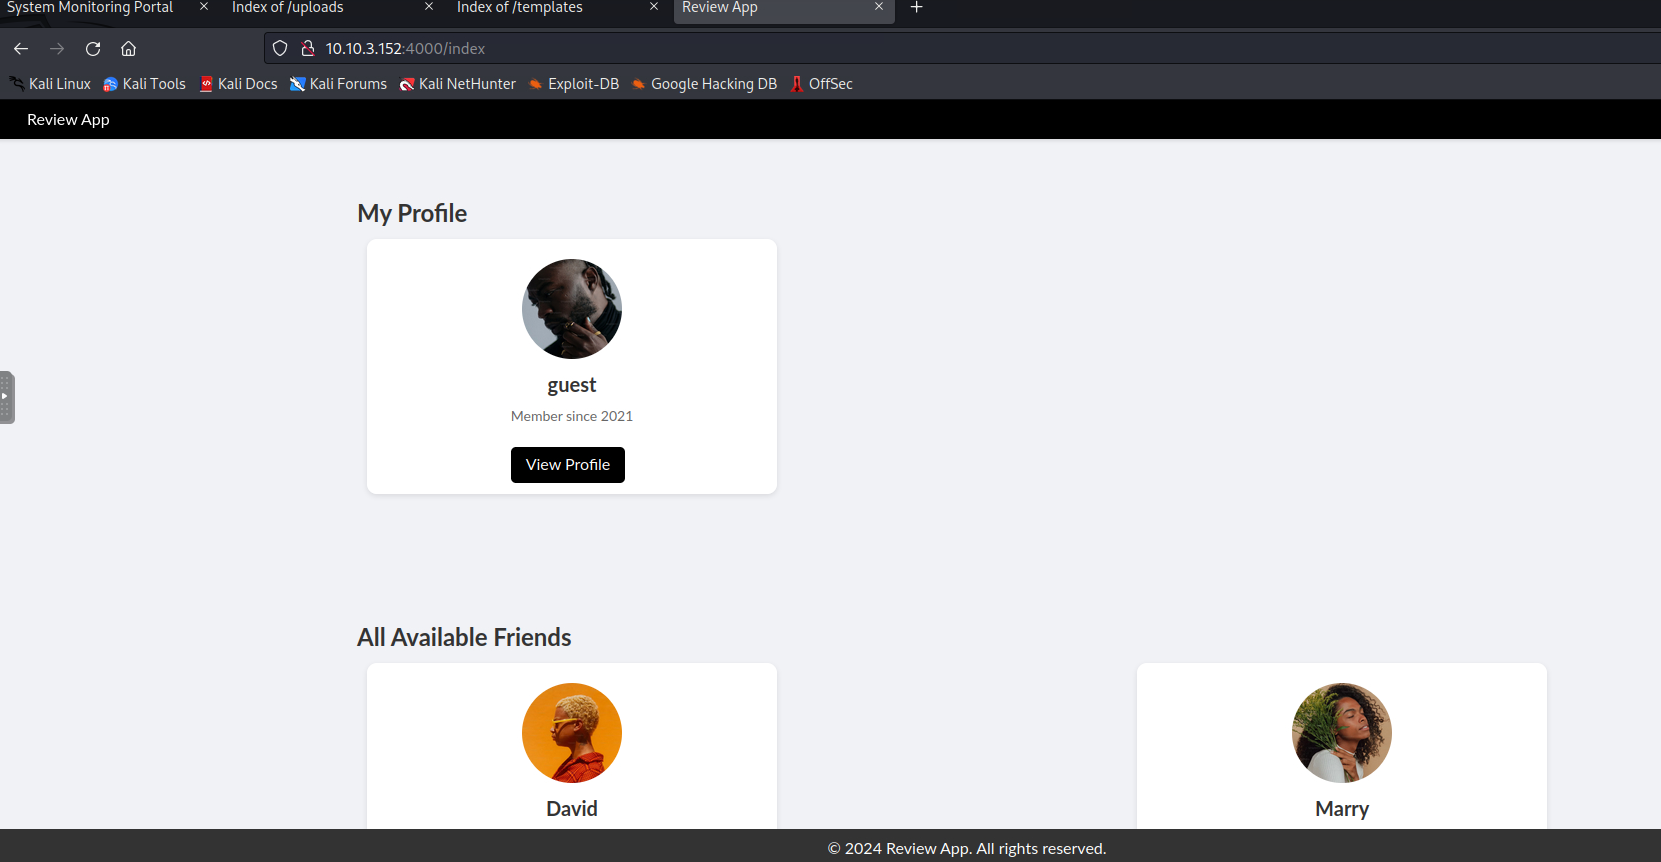 System Monitoring Portal × Index of /uploads × Index of /templates × Review App × +
10.10.3.152:4000/index
Kali Linux Kali Tools Kali Docs Kali Forums Kali NetHunter Exploit-DB Google Hacking DB OffSec
Review App
My Profile
guest
Member since 2021
View Profile
All Available Friends
David Marry
© 2024 Review App. All rights reserved.